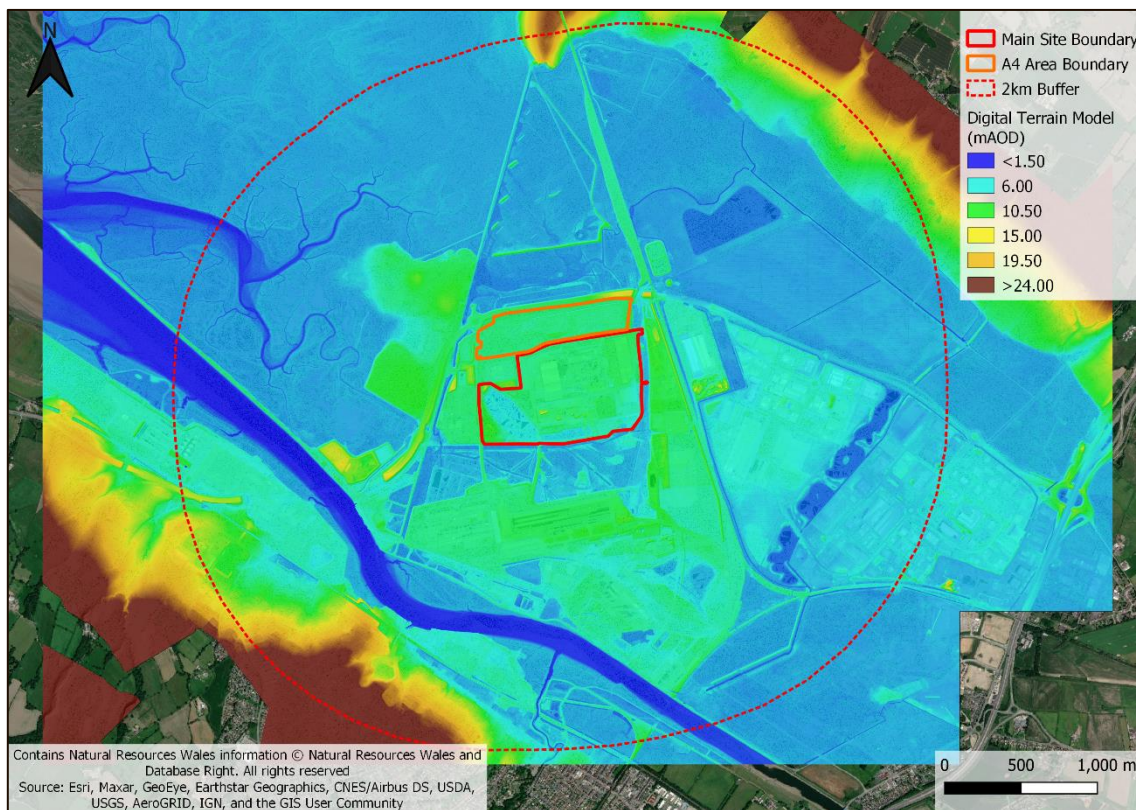 N
Main Site Boundary
A4 Area Boundary
2km Buffer
Digital Terrain Model
(mAOD)
<1.50
6.00
10.50
15.00
19.50
>24.00
Contains Natural Resources Wales information © Natural Resources Wales and
Database Right. All rights reserved
Source: Esri, Maxar, GeoEye, Earthstar Geographics, CNES/Airbus DS, USDA,
USGS, AeroGRID, IGN, and the GIS User Community
0 500 1,000 m